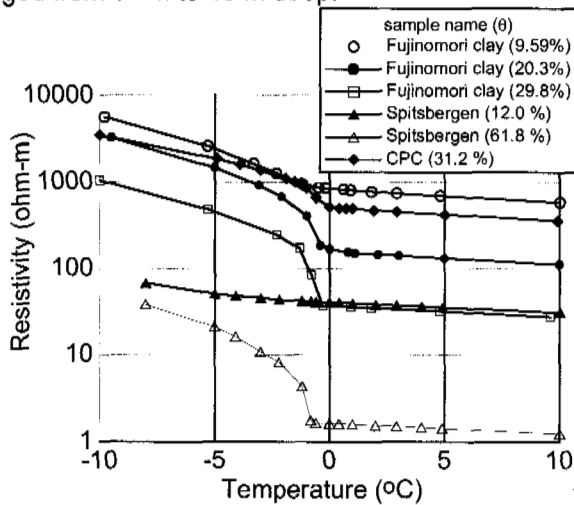 sample name (θ)
Fujinomori clay (9.59%)
Fujinomori clay (20.3%)
Fujinomori clay (29.8%)
Spitsbergen (12.0 %)
Spitsbergen (61.8 %)
CPC (31.2 %)
10000
1000
100
10
1
Resistivity (ohm-m)
-10
-5
0
5
10
Temperature (ºC)